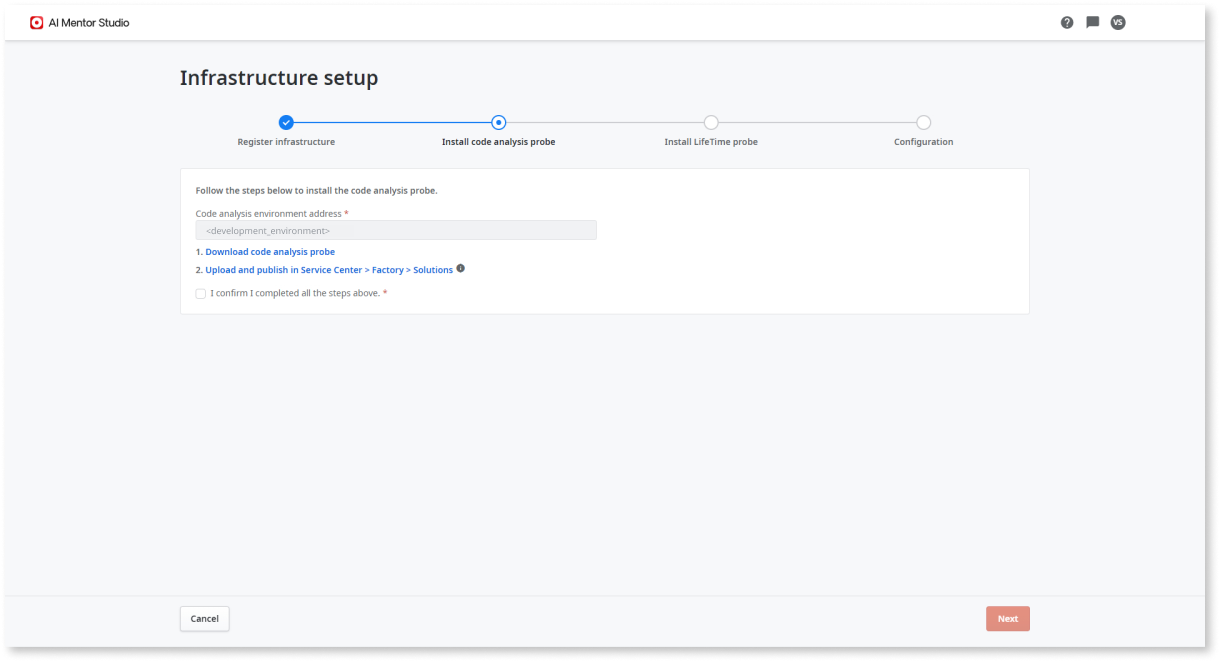 AI Mentor Studio
VS
Infrastructure setup
Register infrastructure
Install code analysis probe
Install LifeTime probe
Configuration
Follow the steps below to install the code analysis probe.
Code analysis environment address *
<development_environment>
1. Download code analysis probe
2. Upload and publish in Service Center > Factory > Solutions
I confirm I completed all the steps above. *
Cancel
Next